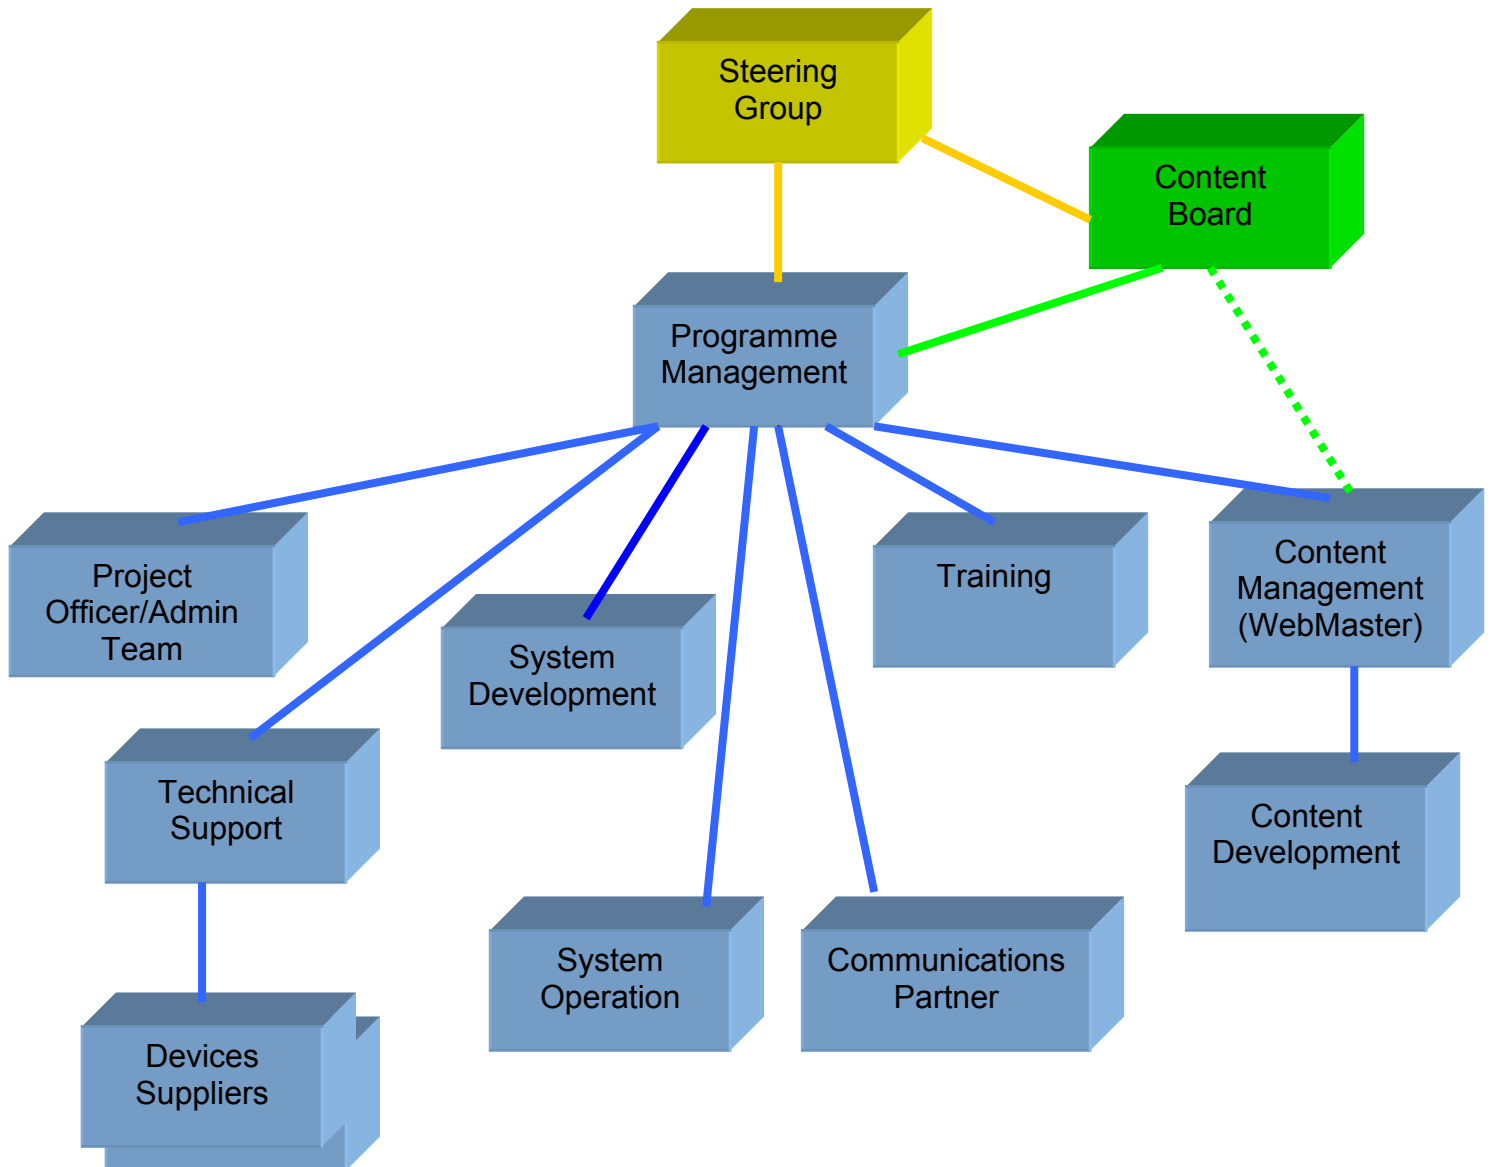 Steering
Group
Content
Board
Programme
Management
Project
Officer/Admin
Team
System
Development
Training
Content
Management
(WebMaster)
Technical
Support
Content
Development
System
Operation
Communications
Partner
Devices
Suppliers